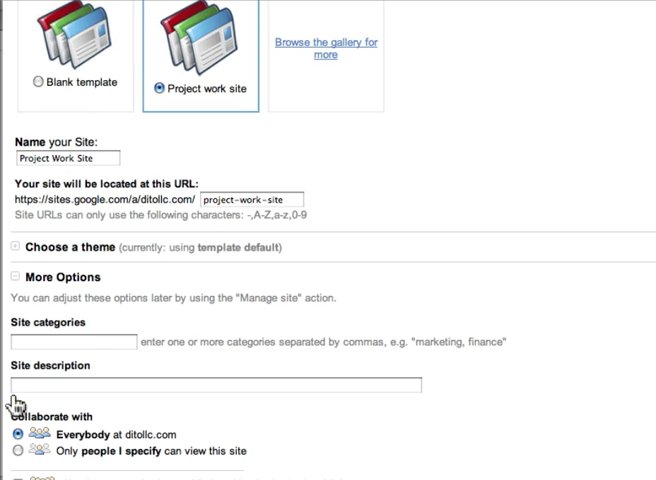 Browse the gallery for
more
Blank template
Project work site
Name your Site:
Project Work Site
Your site will be located at this URL:
https://sites.google.com/a/ditollc.com/ project-work-site
Site URLs can only use the following characters: -,A-Z,a-z,0-9
Choose a theme (currently: using template default)
More Options
You can adjust these options later by using the "Manage site" action.
Site categories
enter one or more categories separated by commas, e.g. "marketing, finance"
Site description
Collaborate with
Everybody at ditollc.com
Only people I specify can view this site